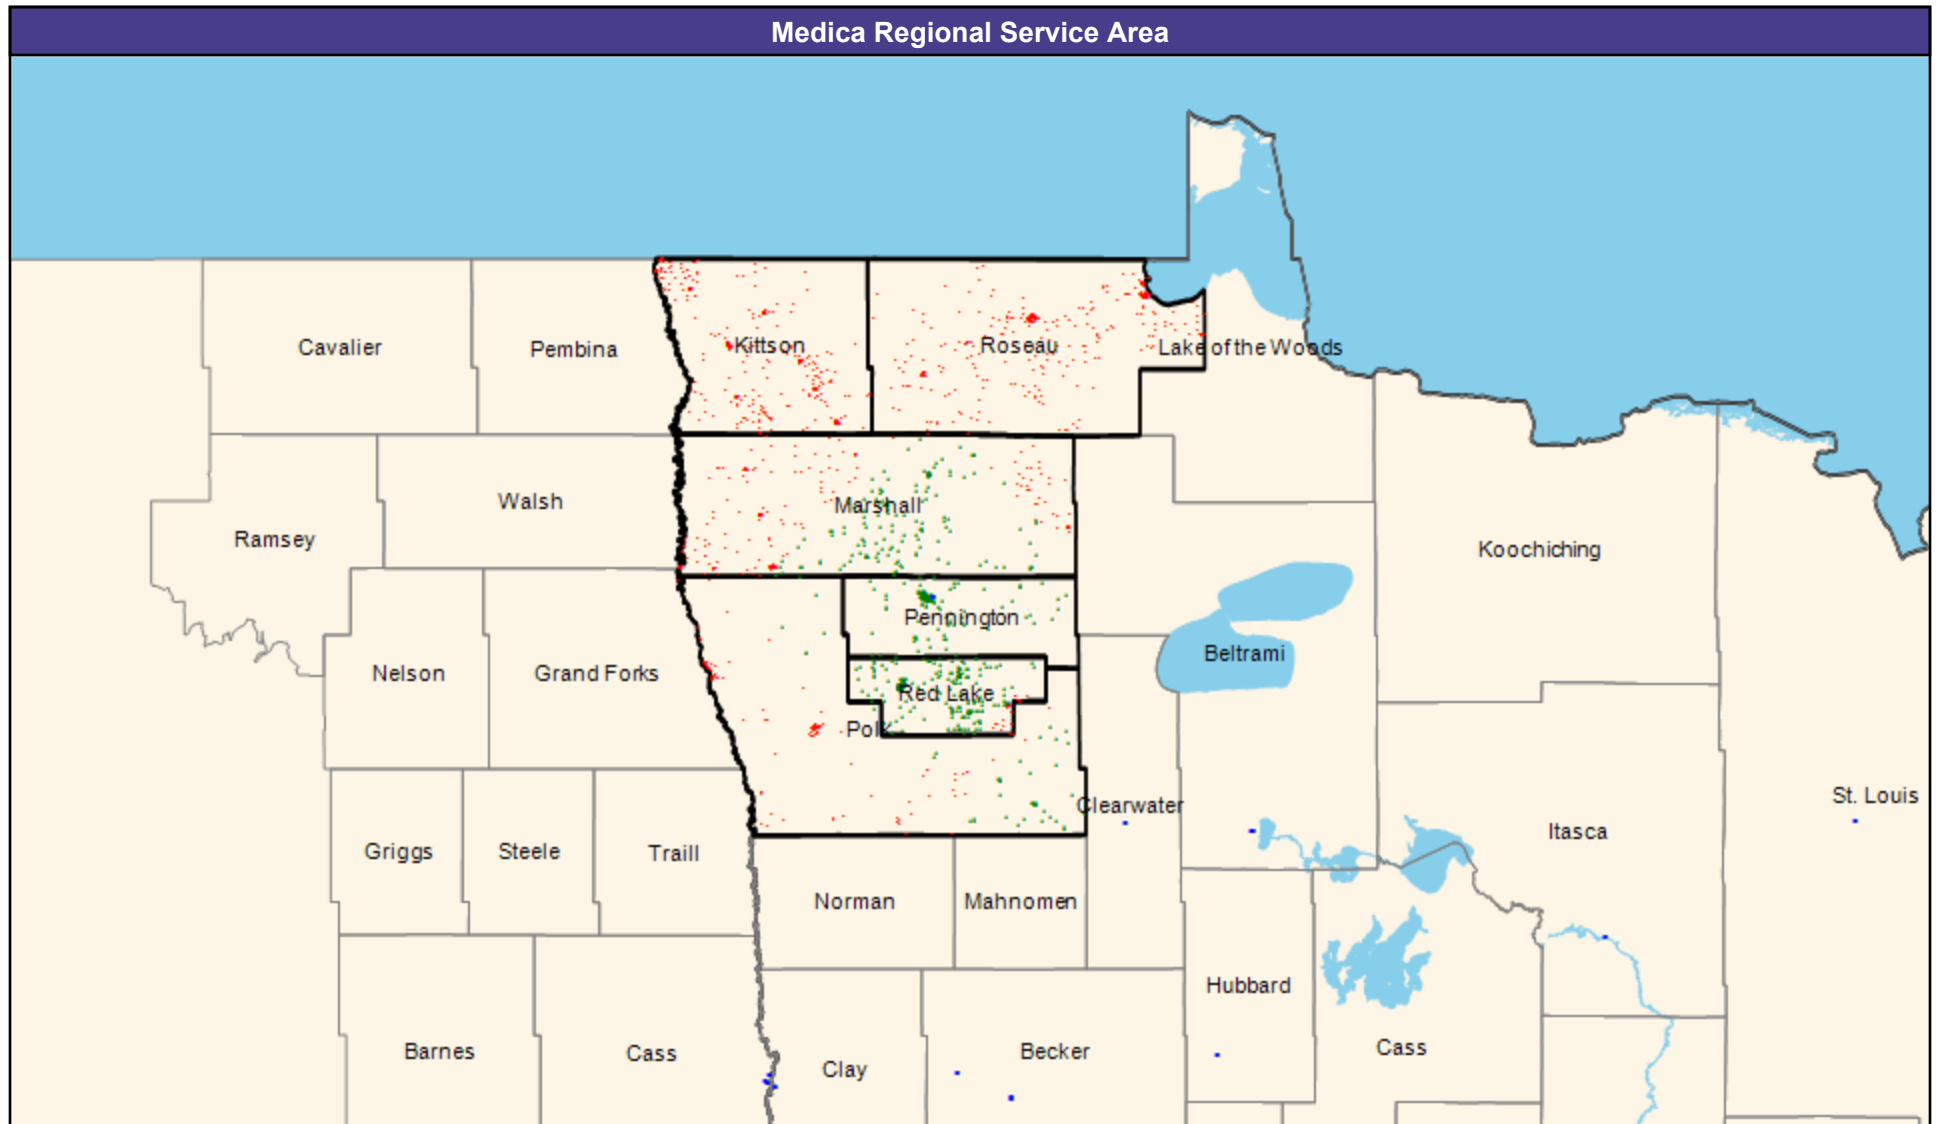 Medica Regional Service Area
Cavalier
Pembina
Kittson
Roseau
Lake of the Woods
Ramsey
Walsh
Marshall
Koochiching
Nelson
Grand Forks
Pennington
Red Lake
Polk
Beltrami
Clearwater
St. Louis
Itasca
Griggs
Steele
Traill
Norman
Mahnomen
Hubbard
Barnes
Cass
Clay
Becker
Cass